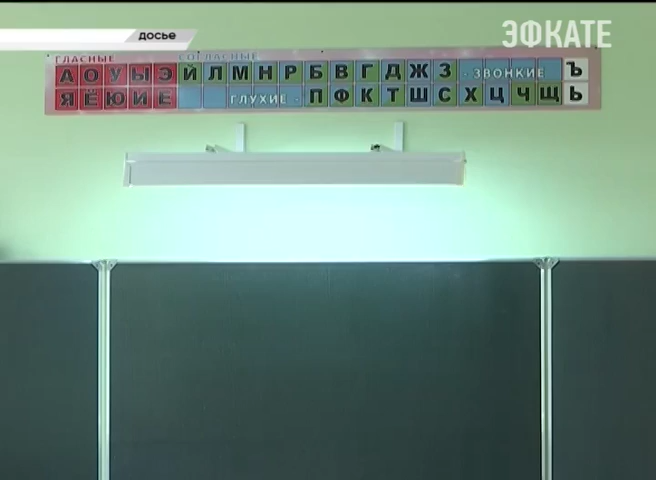 досье
ЭФКАТЕ
ГЛАСНЫЕ СОГЛАСНЫЕ
А О У Ы Э Й Л М Н Р Б В Г Д Ж З - ЗВОНКИЕ Ъ
Я Ё Ю И Е ГЛУХИЕ - П Ф К Т Ш С Х Ц Ч Щ Ь